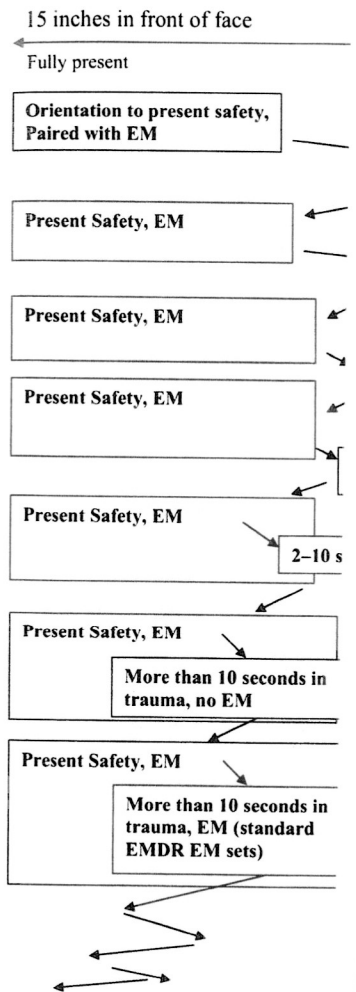 15 inches in front of face
Fully present
Orientation to present safety,
Paired with EM
Present Safety, EM
Present Safety, EM
Present Safety, EM
Present Safety, EM
2–10 s
Present Safety, EM
More than 10 seconds in
trauma, no EM
Present Safety, EM
More than 10 seconds in
trauma, EM (standard
EMDR EM sets)